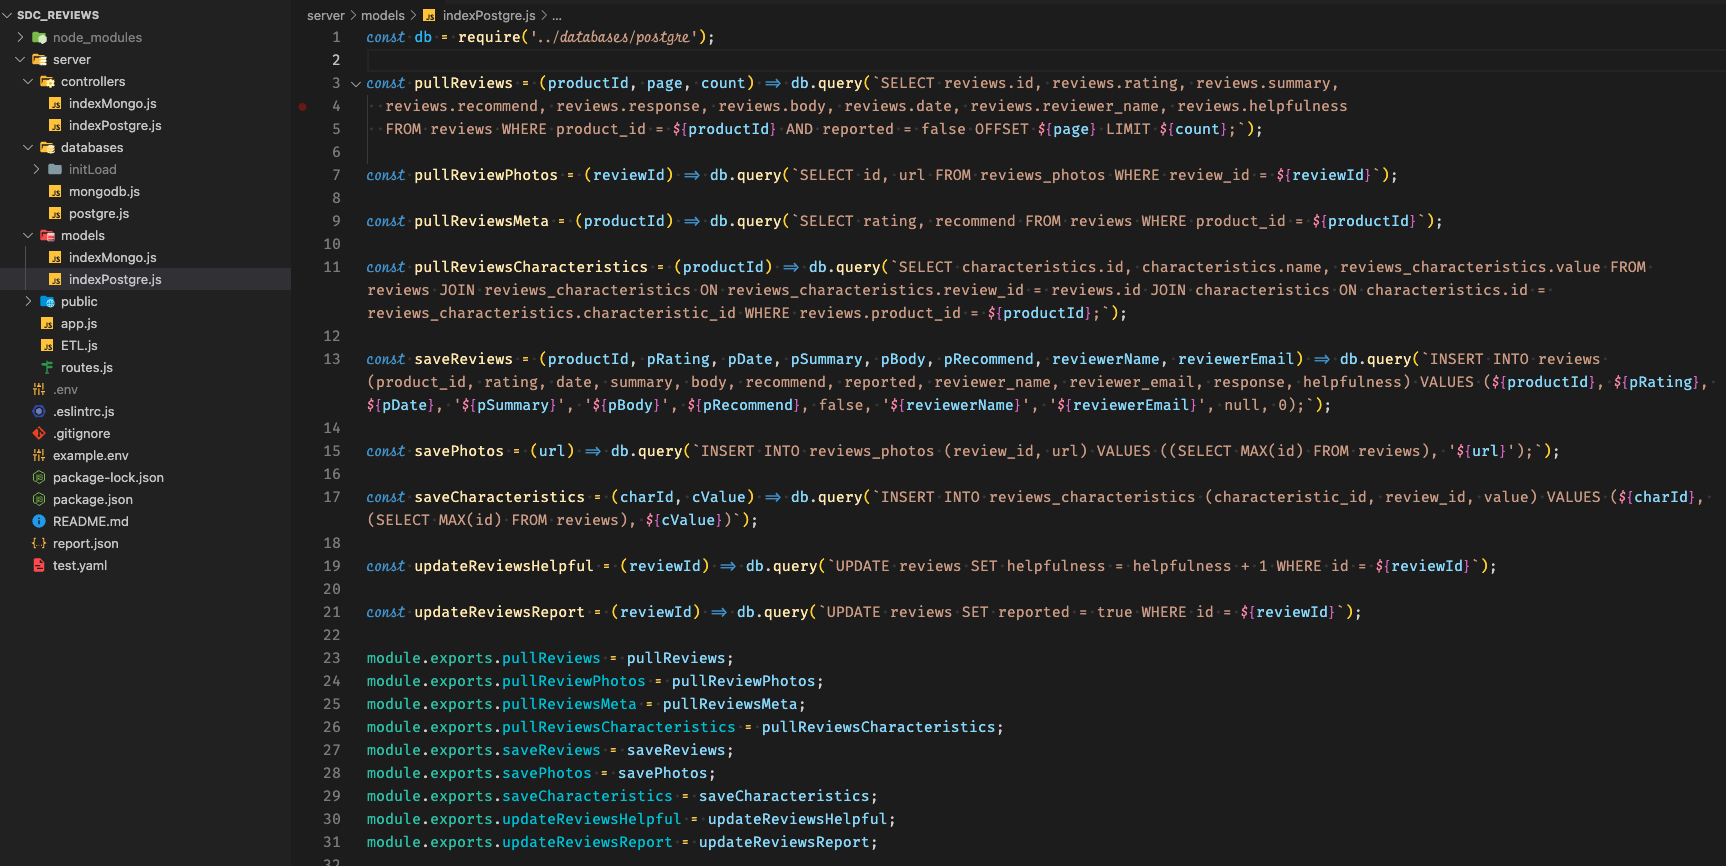 SDC_REVIEWS
node_modules
server
controllers
indexMongo.js
indexPostgre.js
databases
initLoad
mongodb.js
postgre.js
models
indexMongo.js
indexPostgre.js
public
app.js
ETL.js
routes.js
.env
.eslintrc.js
.gitignore
example.env
package-lock.json
package.json
README.md
report.json
test.yaml
server > models > JS indexPostgre.js > ...
1 const db = require('../databases/postgre');
2
3 const pullReviews = (productId, page, count) => db.query(`SELECT reviews.id, reviews.rating, reviews.summary,
4 reviews.recommend, reviews.response, reviews.body, reviews.date, reviews.reviewer_name, reviews.helpfulness
5 FROM reviews WHERE product_id = ${productId} AND reported = false OFFSET ${page} LIMIT ${count};`);
6
7 const pullReviewPhotos = (reviewId) => db.query(`SELECT id, url FROM reviews_photos WHERE review_id = ${reviewId}`);
8
9 const pullReviewsMeta = (productId) => db.query(`SELECT rating, recommend FROM reviews WHERE product_id = ${productId}`);
10
11 const pullReviewsCharacteristics = (productId) => db.query(`SELECT characteristics.id, characteristics.name, reviews_characteristics.value FROM
reviews JOIN reviews_characteristics ON reviews_characteristics.review_id = reviews.id JOIN characteristics ON characteristics.id =
reviews_characteristics.characteristic_id WHERE reviews.product_id = ${productId};`);
12
13 const saveReviews = (productId, pRating, pDate, pSummary, pBody, pRecommend, reviewerName, reviewerEmail) => db.query(`INSERT INTO reviews
(product_id, rating, date, summary, body, recommend, reported, reviewer_name, reviewer_email, response, helpfulness) VALUES (${productId}, ${pRating},
${pDate}, '${pSummary}', '${pBody}', ${pRecommend}, false, '${reviewerName}', '${reviewerEmail}', null, 0);`);
14
15 const savePhotos = (url) => db.query(`INSERT INTO reviews_photos (review_id, url) VALUES ((SELECT MAX(id) FROM reviews), '${url}');`);
16
17 const saveCharacteristics = (charId, cValue) => db.query(`INSERT INTO reviews_characteristics (characteristic_id, review_id, value) VALUES (${charId},
(SELECT MAX(id) FROM reviews), ${cValue})`);
18
19 const updateReviewsHelpful = (reviewId) => db.query(`UPDATE reviews SET helpfulness = helpfulness + 1 WHERE id = ${reviewId}`);
20
21 const updateReviewsReport = (reviewId) => db.query(`UPDATE reviews SET reported = true WHERE id = ${reviewId}`);
22
23 module.exports.pullReviews = pullReviews;
24 module.exports.pullReviewPhotos = pullReviewPhotos;
25 module.exports.pullReviewsMeta = pullReviewsMeta;
26 module.exports.pullReviewsCharacteristics = pullReviewsCharacteristics;
27 module.exports.saveReviews = saveReviews;
28 module.exports.savePhotos = savePhotos;
29 module.exports.saveCharacteristics = saveCharacteristics;
30 module.exports.updateReviewsHelpful = updateReviewsHelpful;
31 module.exports.updateReviewsReport = updateReviewsReport;
32